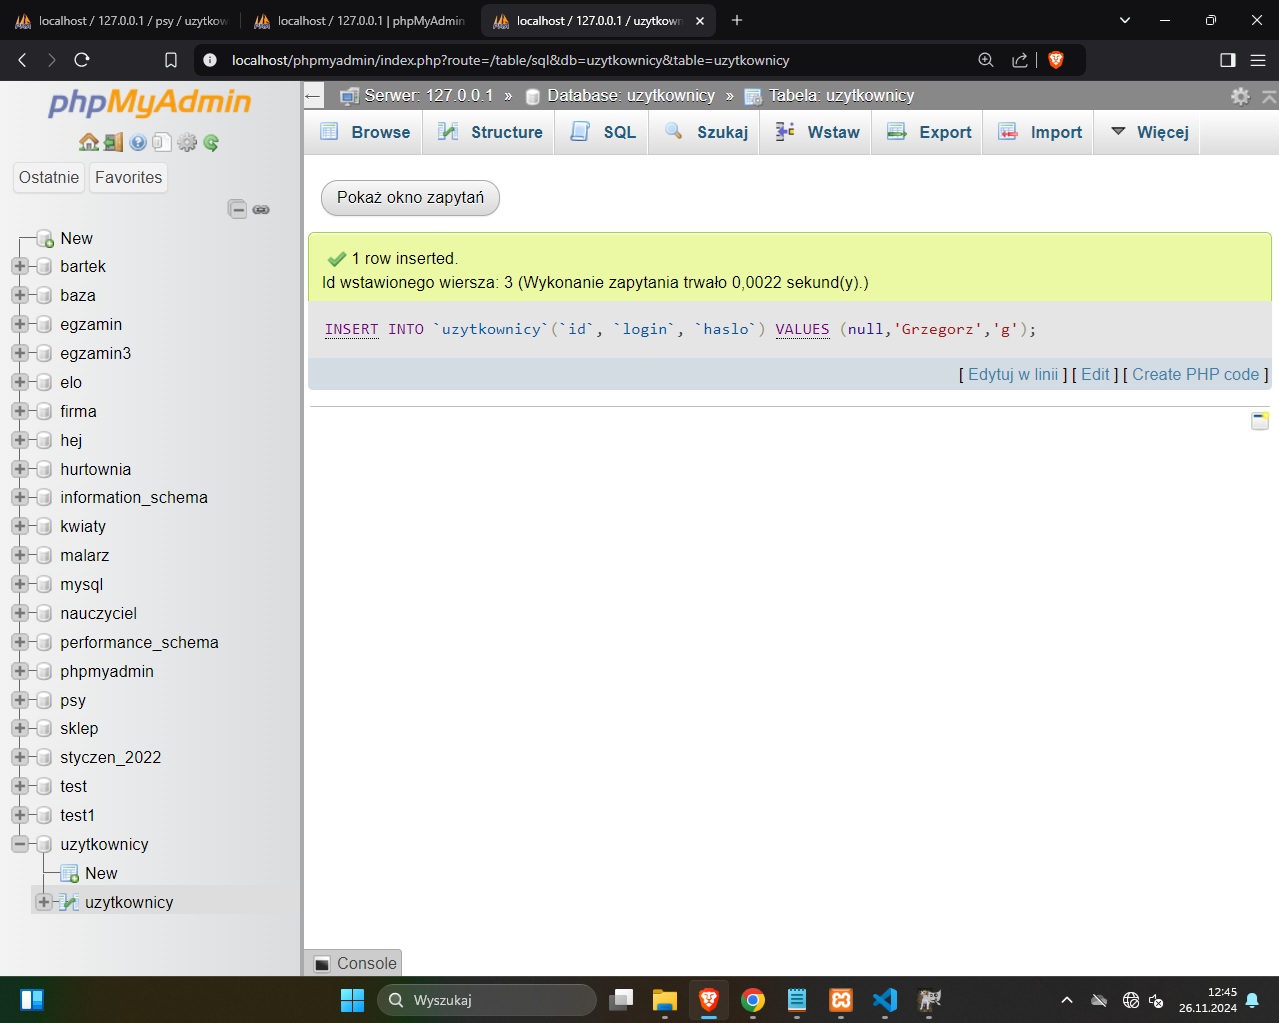 localhost / 127.0.0.1 / psy / uzytkow
localhost / 127.0.0.1 | phpMyAdmin
localhost / 127.0.0.1 / uzytkown
localhost/phpmyadmin/index.php?route=/table/sql&db=uzytkownicy&table=uzytkownicy
phpMyAdmin
Ostatnie Favorites
New
bartek
baza
egzamin
egzamin3
elo
firma
hej
hurtownia
information_schema
kwiaty
malarz
mysql
nauczyciel
performance_schema
phpmyadmin
psy
sklep
styczen_2022
test
test1
uzytkownicy
New
uzytkownicy
Serwer: 127.0.0.1 » Database: uzytkownicy » Tabela: uzytkownicy
Browse Structure SQL Szukaj Wstaw Export Import Więcej
Pokaż okno zapytań
1 row inserted.
Id wstawionego wiersza: 3 (Wykonanie zapytania trwało 0,0022 sekund(y).)
INSERT INTO `uzytkownicy`(`id`, `login`, `haslo`) VALUES (null,'Grzegorz','g');
[ Edytuj w linii ] [ Edit ] [ Create PHP code ]
Console
Wyszukaj
12:45
26.11.2024